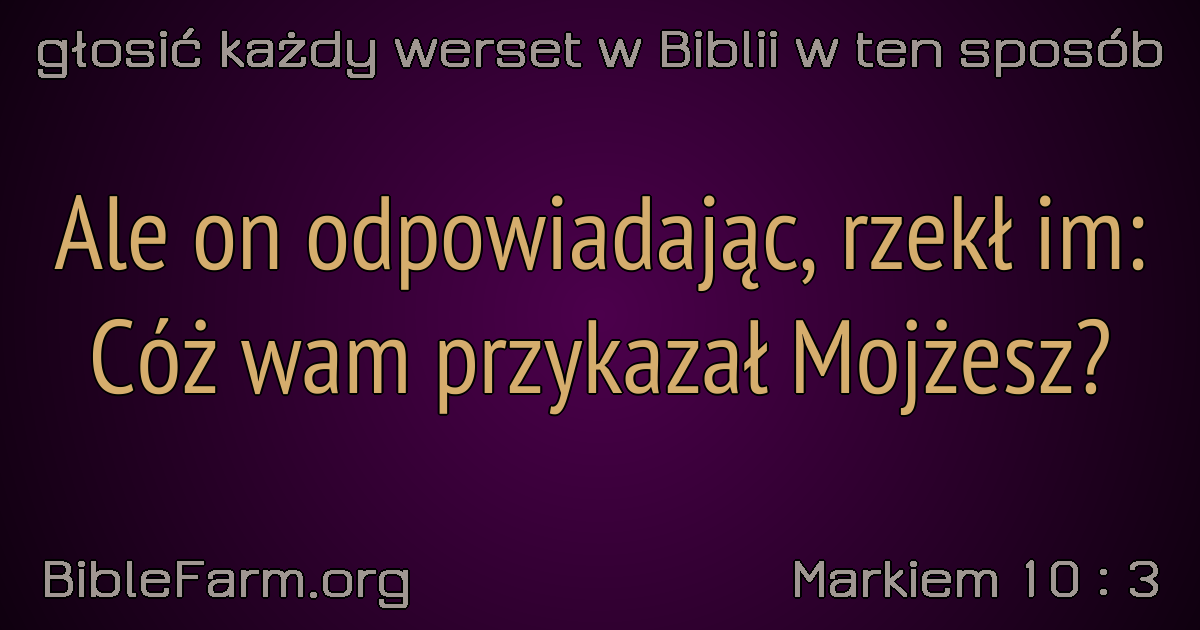 głosić każdy werset w Biblii w ten sposób
Ale on odpowiadając, rzekł im:
Cóż wam przykazał Mojżesz?
BibleFarm.org
Markiem 10 : 3